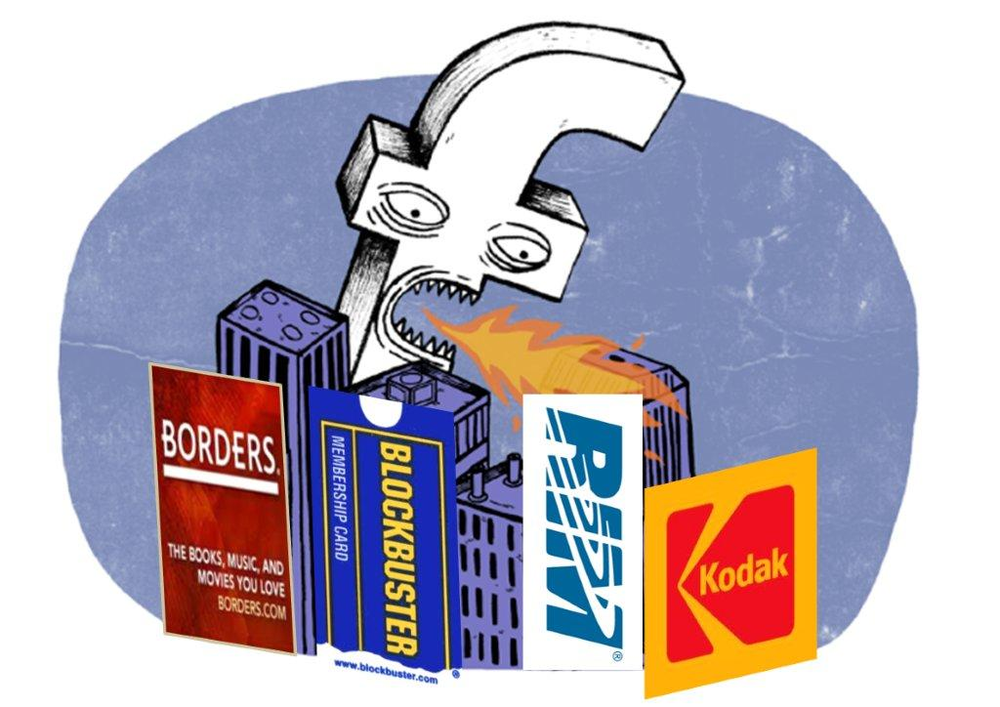 BORDERS.
THE BOOKS, MUSIC, AND
MOVIES YOU LOVE
BORDERS.COM
BLOCKBUSTER
MEMBERSHIP CARD
www.blockbuster.com ®
RIM
®
Kodak